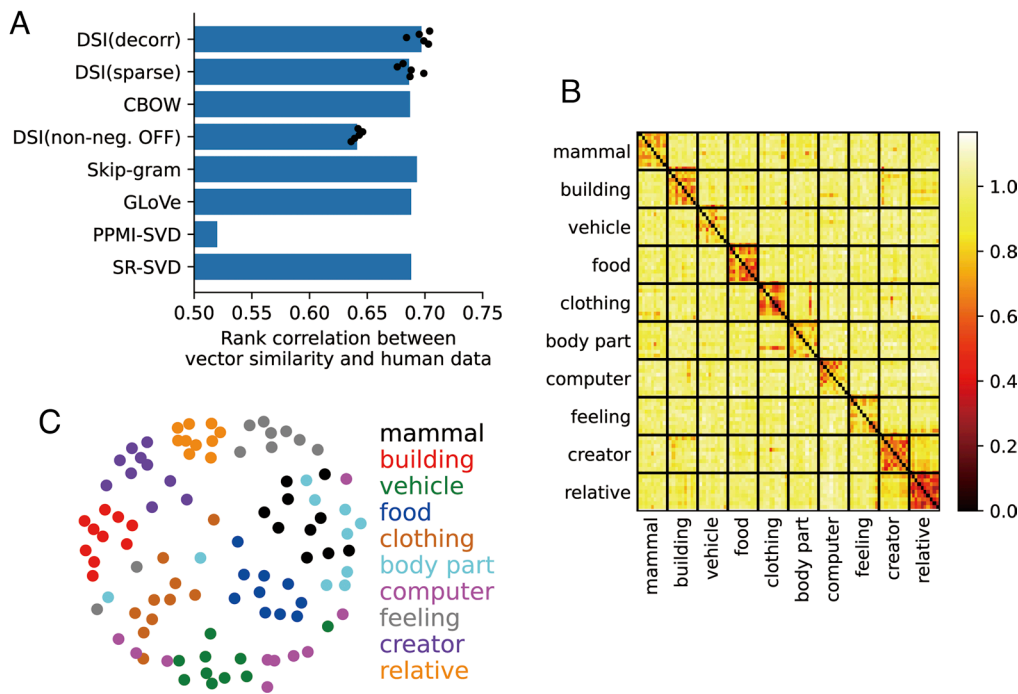 A
DSI(decorr)
DSI(sparse)
CBOW
DSI(non-neg. OFF)
Skip-gram
GLoVe
PPMI-SVD
SR-SVD
0.50 0.55 0.60 0.65 0.70 0.75
Rank correlation between
vector similarity and human data
B
mammal
building
vehicle
food
clothing
body part
computer
feeling
creator
relative
mammal
building
vehicle
food
clothing
body part
computer
feeling
creator
relative
1.0
0.8
0.6
0.4
0.2
0.0
C
mammal
building
vehicle
food
clothing
body part
computer
feeling
creator
relative